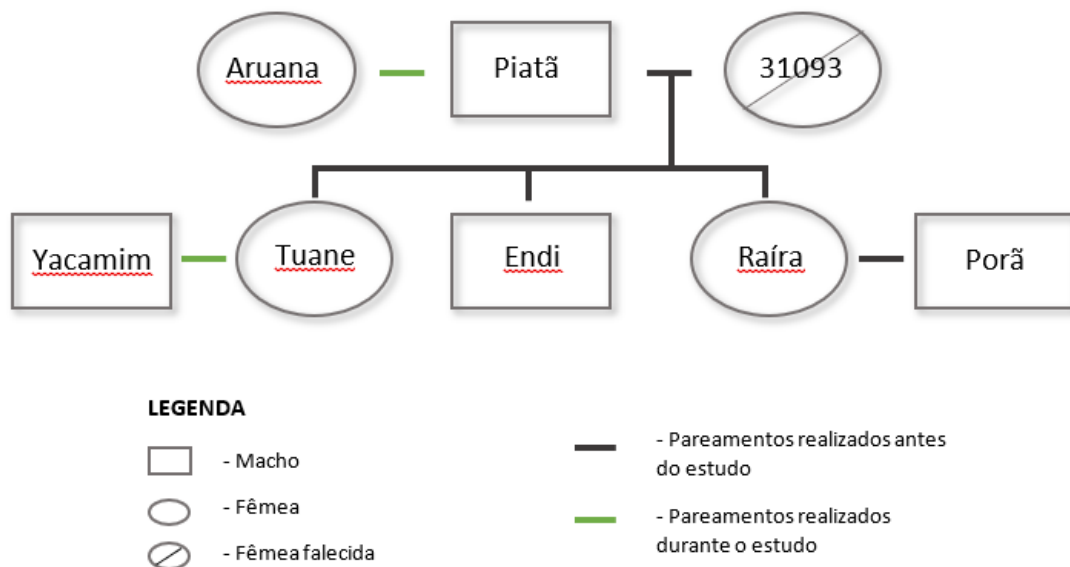 Aruana
Piatã
31093
Yacamim
Tuane
Endi
Raíra
Porã
LEGENDA
- Macho
- Fêmea
- Fêmea falecida
- Pareamentos realizados antes
do estudo
- Pareamentos realizados
durante o estudo